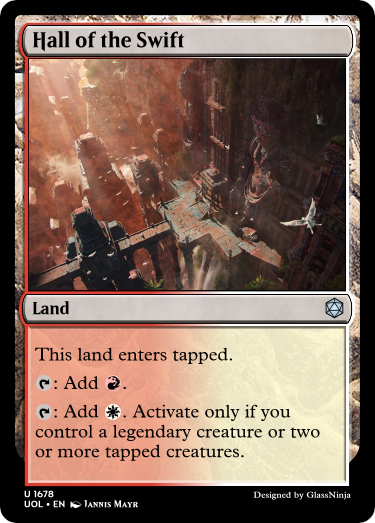 Hall of the Swift
Land
This land enters tapped.
: Add .
: Add . Activate only if you
control a legendary creature or two
or more tapped creatures.
U 1678
UOL • EN Jannis Mayr
Designed by GlassNinja